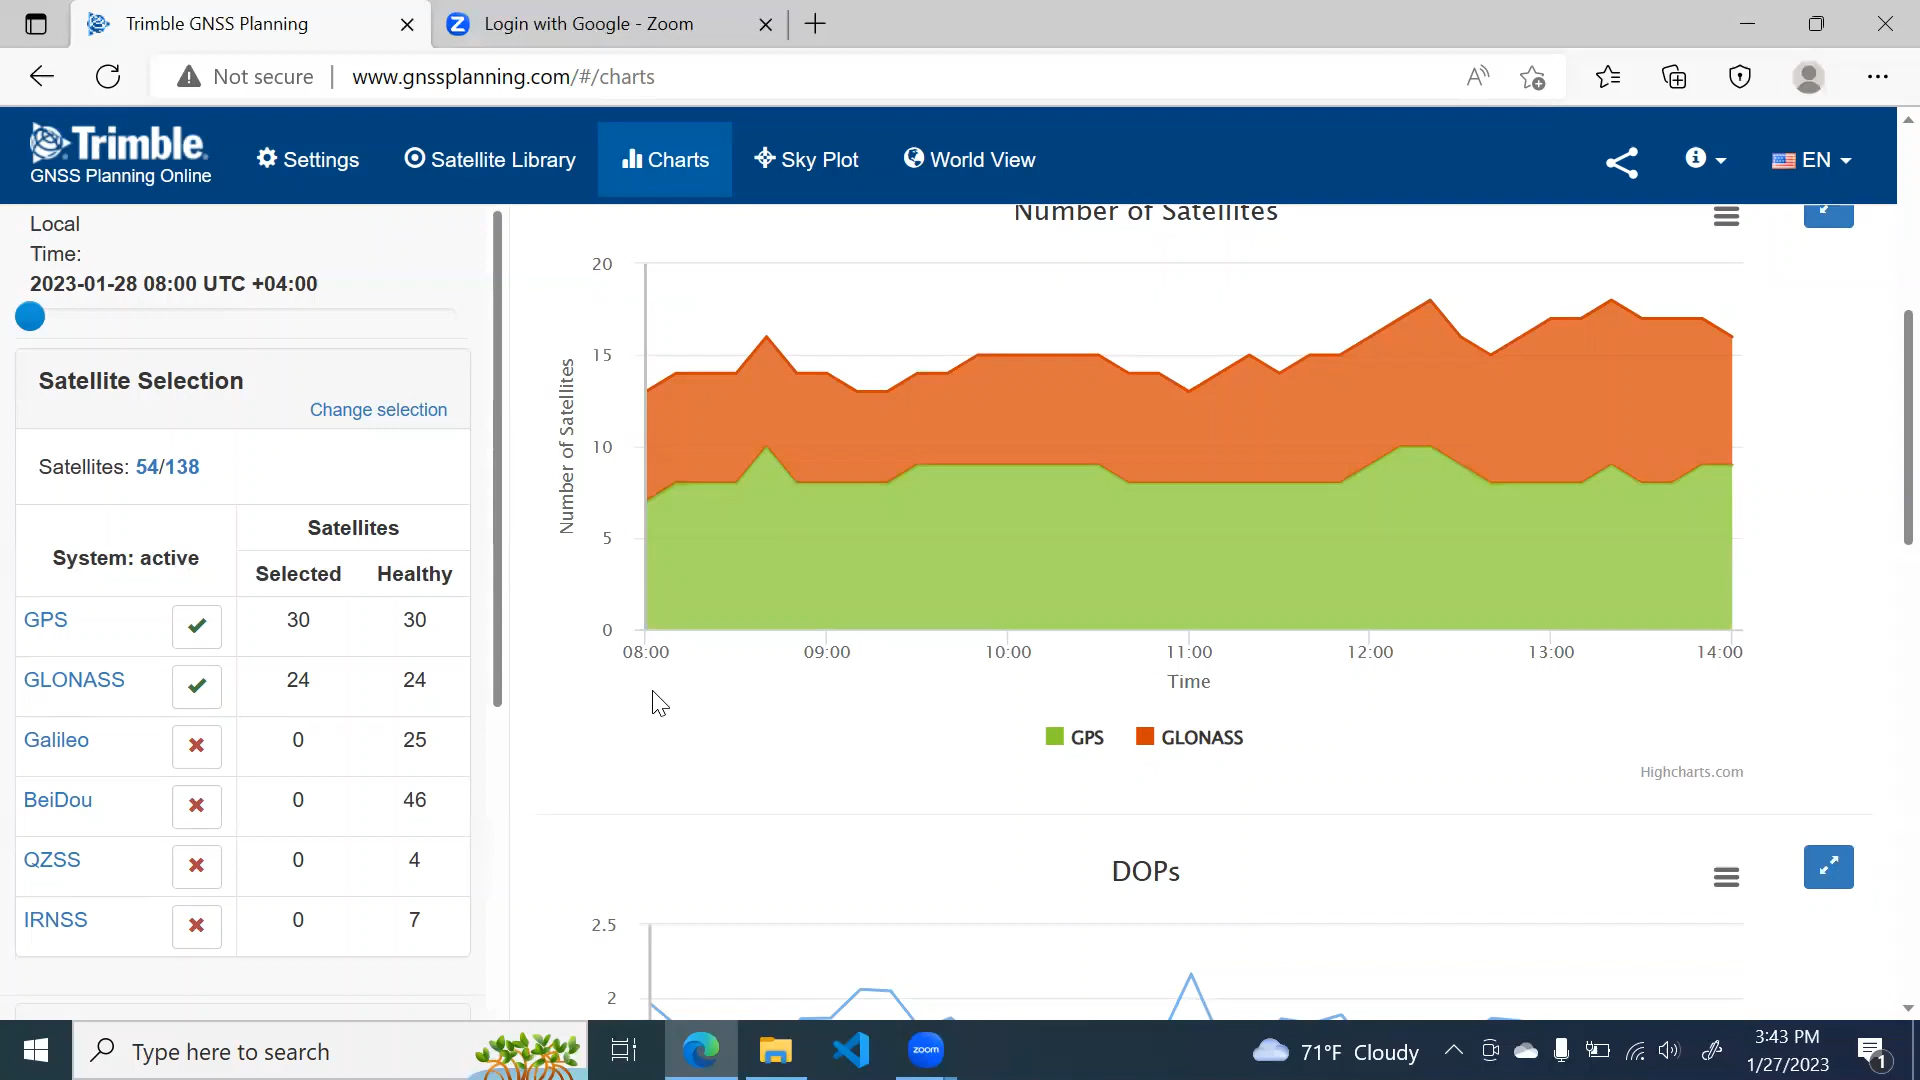 Trimble GNSS Planning
Login with Google - Zoom
Not secure
www.gnssplanning.com/#/charts
Trimble
GNSS Planning Online
Settings
Satellite Library
Charts
Sky Plot
World View
EN
Local
Time:
2023-01-28 08:00 UTC +04:00
Satellite Selection
Change selection
Satellites: 54/138
System: active
Satellites
Selected Healthy
GPS 30 30
GLONASS 24 24
Galileo 0 25
BeiDou 0 46
QZSS 0 4
IRNSS 0 7
Number of Satellites
Number of Satellites
20
15
10
5
0
08:00 09:00 10:00 11:00 12:00 13:00 14:00
Time
GPS GLONASS
Highcharts.com
DOPs
2.5
2
Type here to search
zoom
71°F Cloudy
3:43 PM
1/27/2023
1